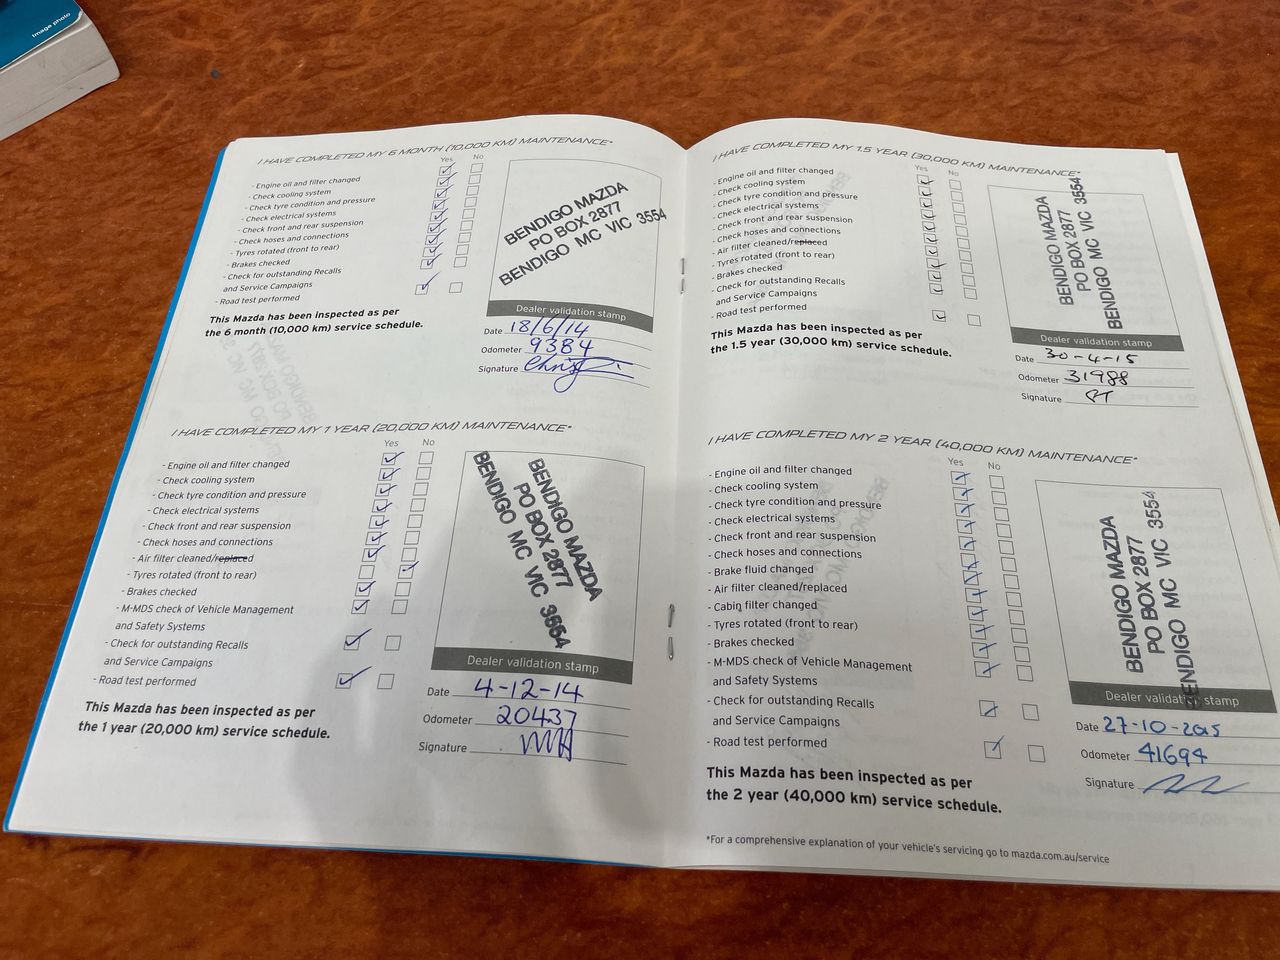 Image photo
I HAVE COMPLETED MY 6 MONTH (10,000 KM) MAINTENANCE*
Yes No
- Engine oil and filter changed
- Check cooling system
- Check tyre condition and pressure
- Check electrical systems
- Check front and rear suspension
- Check hoses and connections
- Tyres rotated (front to rear)
- Brakes checked
- Check for outstanding Recalls
and Service Campaigns
- Road test performed
This Mazda has been inspected as per
the 6 month (10,000 km) service schedule.
BENDIGO MAZDA
PO BOX 2877
BENDIGO MC VIC 3554
Dealer validation stamp
Date 18/6/14
Odometer 9384
Signature
I HAVE COMPLETED MY 1 YEAR (20,000 KM) MAINTENANCE*
Yes No
- Engine oil and filter changed
- Check cooling system
- Check tyre condition and pressure
- Check electrical systems
- Check front and rear suspension
- Check hoses and connections
- Air filter cleaned/replaced
- Tyres rotated (front to rear)
- Brakes checked
- M-MDS check of Vehicle Management
and Safety Systems
- Check for outstanding Recalls
and Service Campaigns
- Road test performed
This Mazda has been inspected as per
the 1 year (20,000 km) service schedule.
BENDIGO MAZDA
PO BOX 2877
BENDIGO MC VIC 3554
Dealer validation stamp
Date 4-12-14
Odometer 20437
Signature
I HAVE COMPLETED MY 1.5 YEAR (30,000 KM) MAINTENANCE*
Yes No
- Engine oil and filter changed
- Check cooling system
- Check tyre condition and pressure
- Check electrical systems
- Check front and rear suspension
- Check hoses and connections
- Air filter cleaned/replaced
- Tyres rotated (front to rear)
- Brakes checked
- Check for outstanding Recalls
and Service Campaigns
- Road test performed
This Mazda has been inspected as per
the 1.5 year (30,000 km) service schedule.
BENDIGO MAZDA
PO BOX 2877
BENDIGO MC VIC 3554
Dealer validation stamp
Date 30-4-15
Odometer 31988
Signature
I HAVE COMPLETED MY 2 YEAR (40,000 KM) MAINTENANCE*
Yes No
- Engine oil and filter changed
- Check cooling system
- Check tyre condition and pressure
- Check electrical systems
- Check front and rear suspension
- Check hoses and connections
- Brake fluid changed
- Air filter cleaned/replaced
- Cabin filter changed
- Tyres rotated (front to rear)
- Brakes checked
- M-MDS check of Vehicle Management
and Safety Systems
- Check for outstanding Recalls
and Service Campaigns
- Road test performed
This Mazda has been inspected as per
the 2 year (40,000 km) service schedule.
BENDIGO MAZDA
PO BOX 2877
BENDIGO MC VIC 3554
Dealer validation stamp
Date 27-10-2015
Odometer 41694
Signature
*For a comprehensive explanation of your vehicle's servicing go to mazda.com.au/service